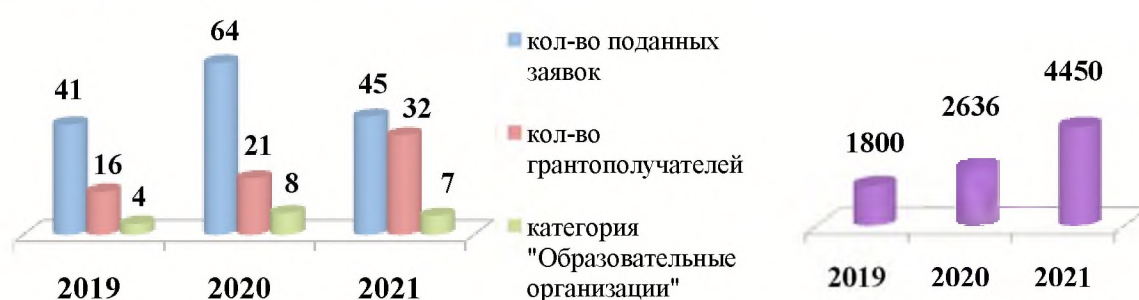 41
16
4
64
21
8
45
32
7
2019
2020
2021
кол-во поданных
заявок
кол-во
грантополучателей
категория
"Образовательные
организации"
1800
2636
4450
2019
2020
2021